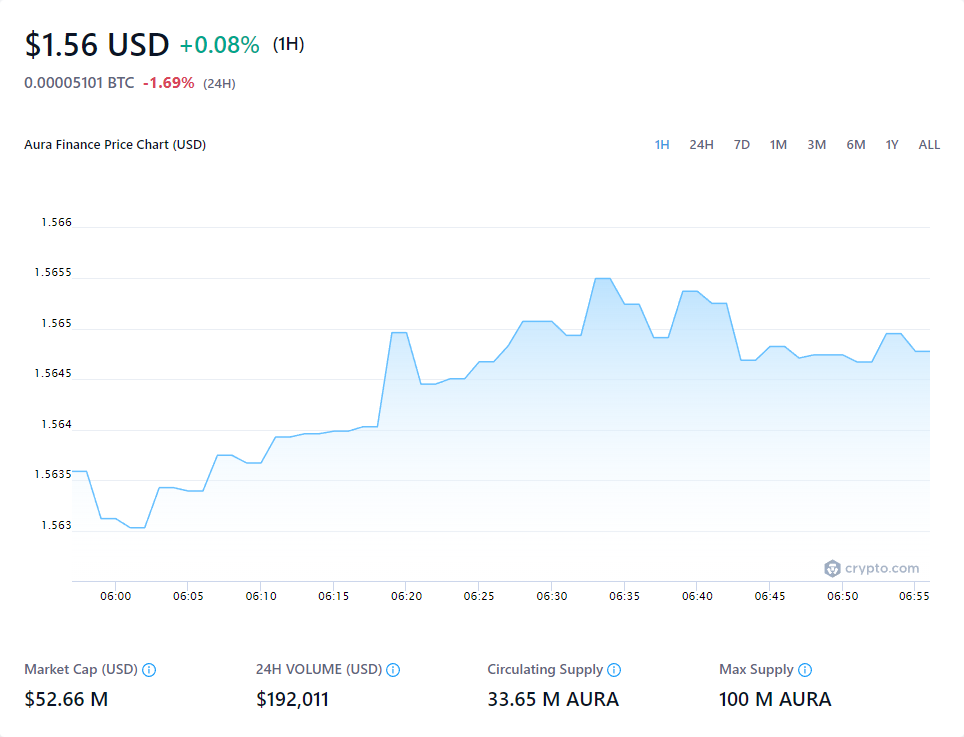 $1.56 USD +0.08% (1H)
0.00005101 BTC -1.69% (24H)
Aura Finance Price Chart (USD)
1H 24H 7D 1M 3M 6M 1Y ALL
1.566
1.5655
1.565
1.5645
1.564
1.5635
1.563
crypto.com
06:00 06:05 06:10 06:15 06:20 06:25 06:30 06:35 06:40 06:45 06:50 06:55
Market Cap (USD) 24H VOLUME (USD) Circulating Supply Max Supply
$52.66 M $192,011 33.65 M AURA 100 M AURA